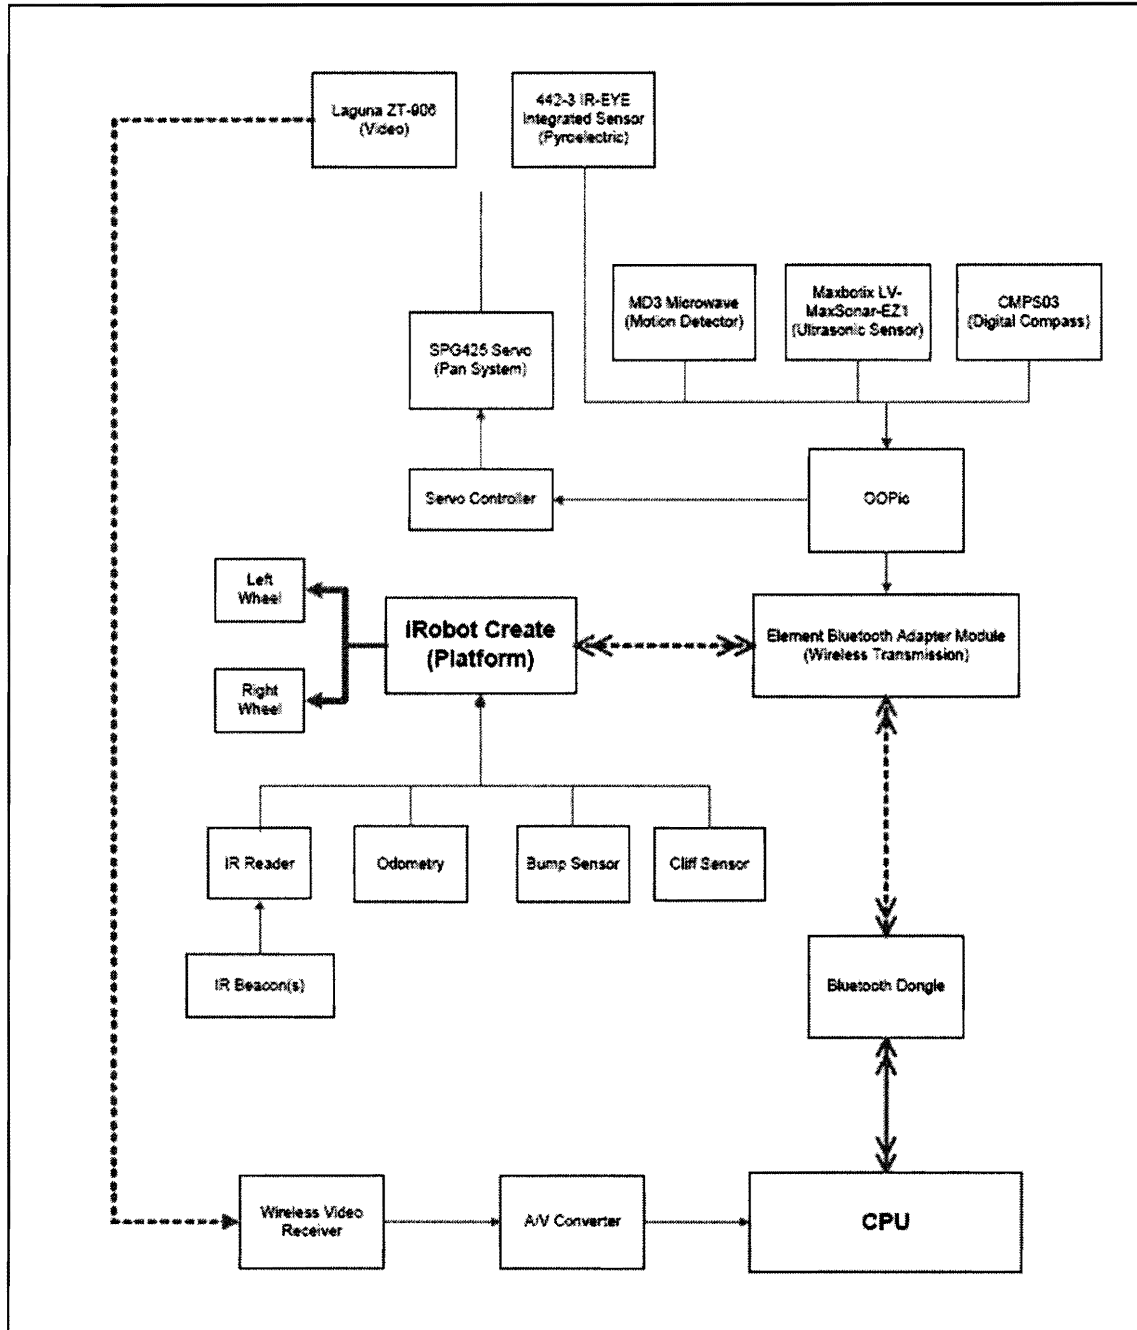 Laguna ZT-906
(Video)
442-3 IR-EYE
Integrated Sensor
(Pyroelectric)
MD3 Microwave
(Motion Detector)
Maxbotix LV-
MaxSonar-EZ1
(Ultrasonic Sensor)
CMPS03
(Digital Compass)
SPG425 Servo
(Pan System)
Servo Controller
OOPic
Left
Wheel
Right
Wheel
iRobot Create
(Platform)
Element Bluetooth Adapter Module
(Wireless Transmission)
IR Reader
Odometry
Bump Sensor
Cliff Sensor
IR Beacon(s)
Bluetooth Dongle
Wireless Video
Receiver
A/V Converter
CPU